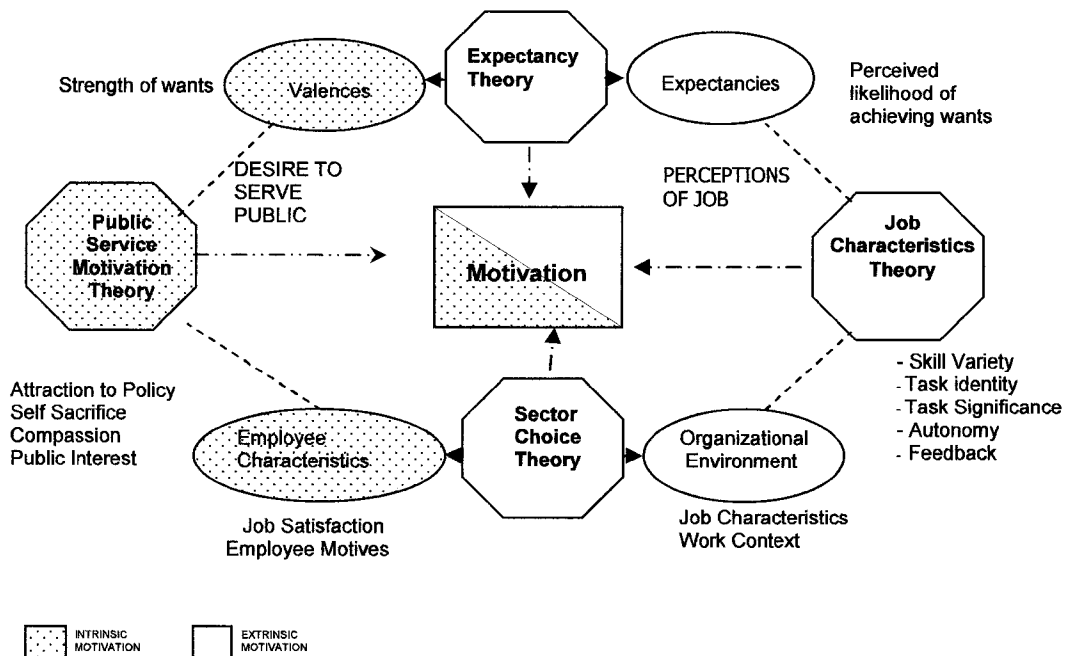 Strength of wants
Valences
Expectancy
Theory
Expectancies
Perceived
likelihood of
achieving wants
DESIRE TO
SERVE
PUBLIC
PERCEPTIONS
OF JOB
Public
Service
Motivation
Theory
Motivation
Job
Characteristics
Theory
Attraction to Policy
Self Sacrifice
Compassion
Public Interest
Employee
Characteristics
Sector
Choice
Theory
Organizational
Environment
- Skill Variety
- Task identity
- Task Significance
- Autonomy
- Feedback
Job Satisfaction
Employee Motives
Job Characteristics
Work Context
INTRINSIC
MOTIVATION
EXTRINSIC
MOTIVATION